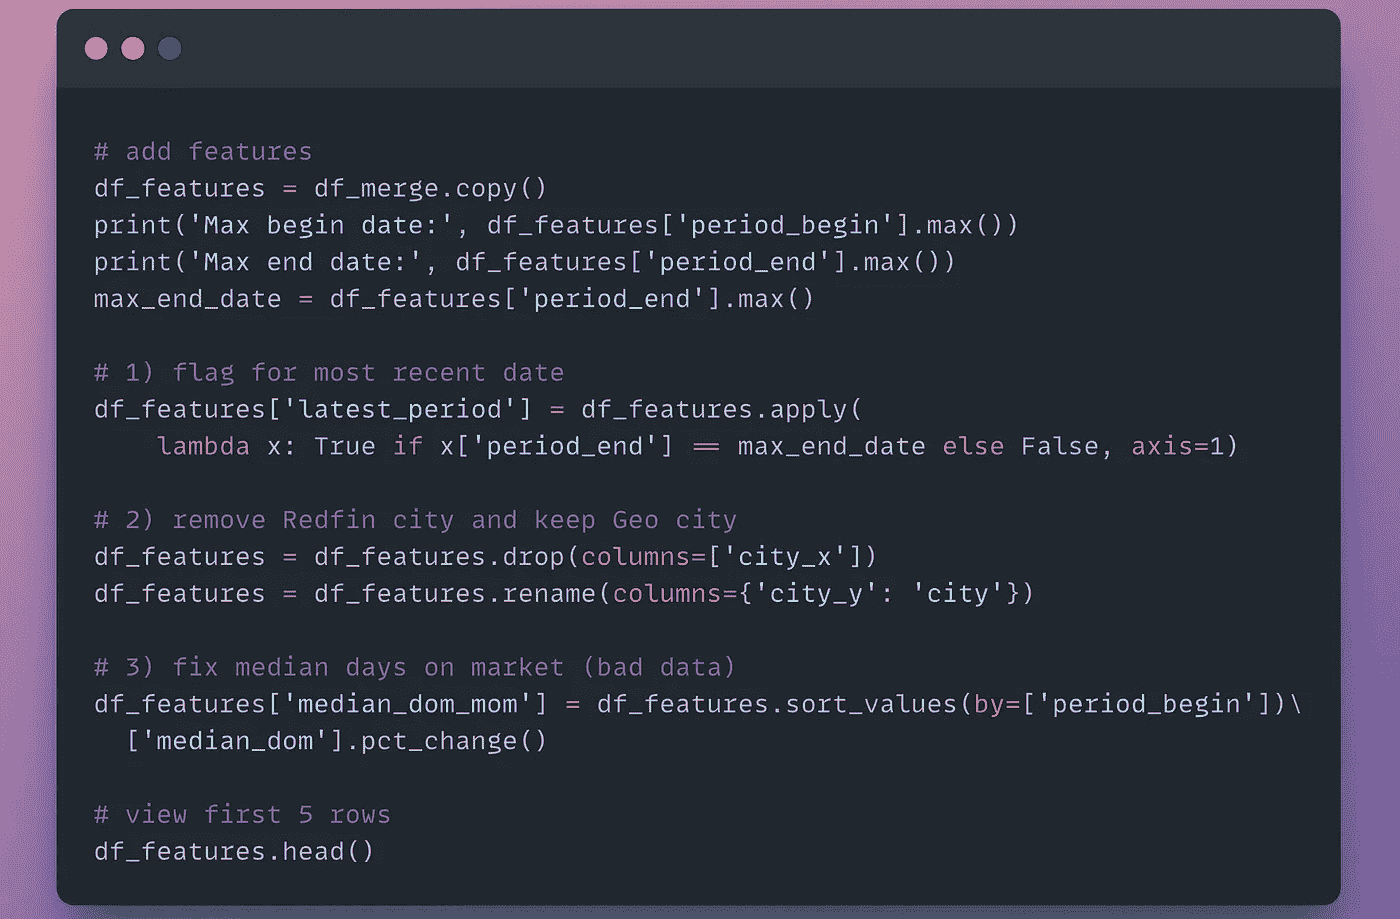 # add features
df_features = df_merge.copy()
print('Max begin date:', df_features['period_begin'].max())
print('Max end date:', df_features['period_end'].max())
max_end_date = df_features['period_end'].max()
# 1) flag for most recent date
df_features['latest_period'] = df_features.apply(
    lambda x: True if x['period_end'] == max_end_date else False, axis=1)
# 2) remove Redfin city and keep Geo city
df_features = df_features.drop(columns=['city_x'])
df_features = df_features.rename(columns={'city_y': 'city'})
# 3) fix median days on market (bad data)
df_features['median_dom_mom'] = df_features.sort_values(by=['period_begin'])\
  ['median_dom'].pct_change()
# view first 5 rows
df_features.head()